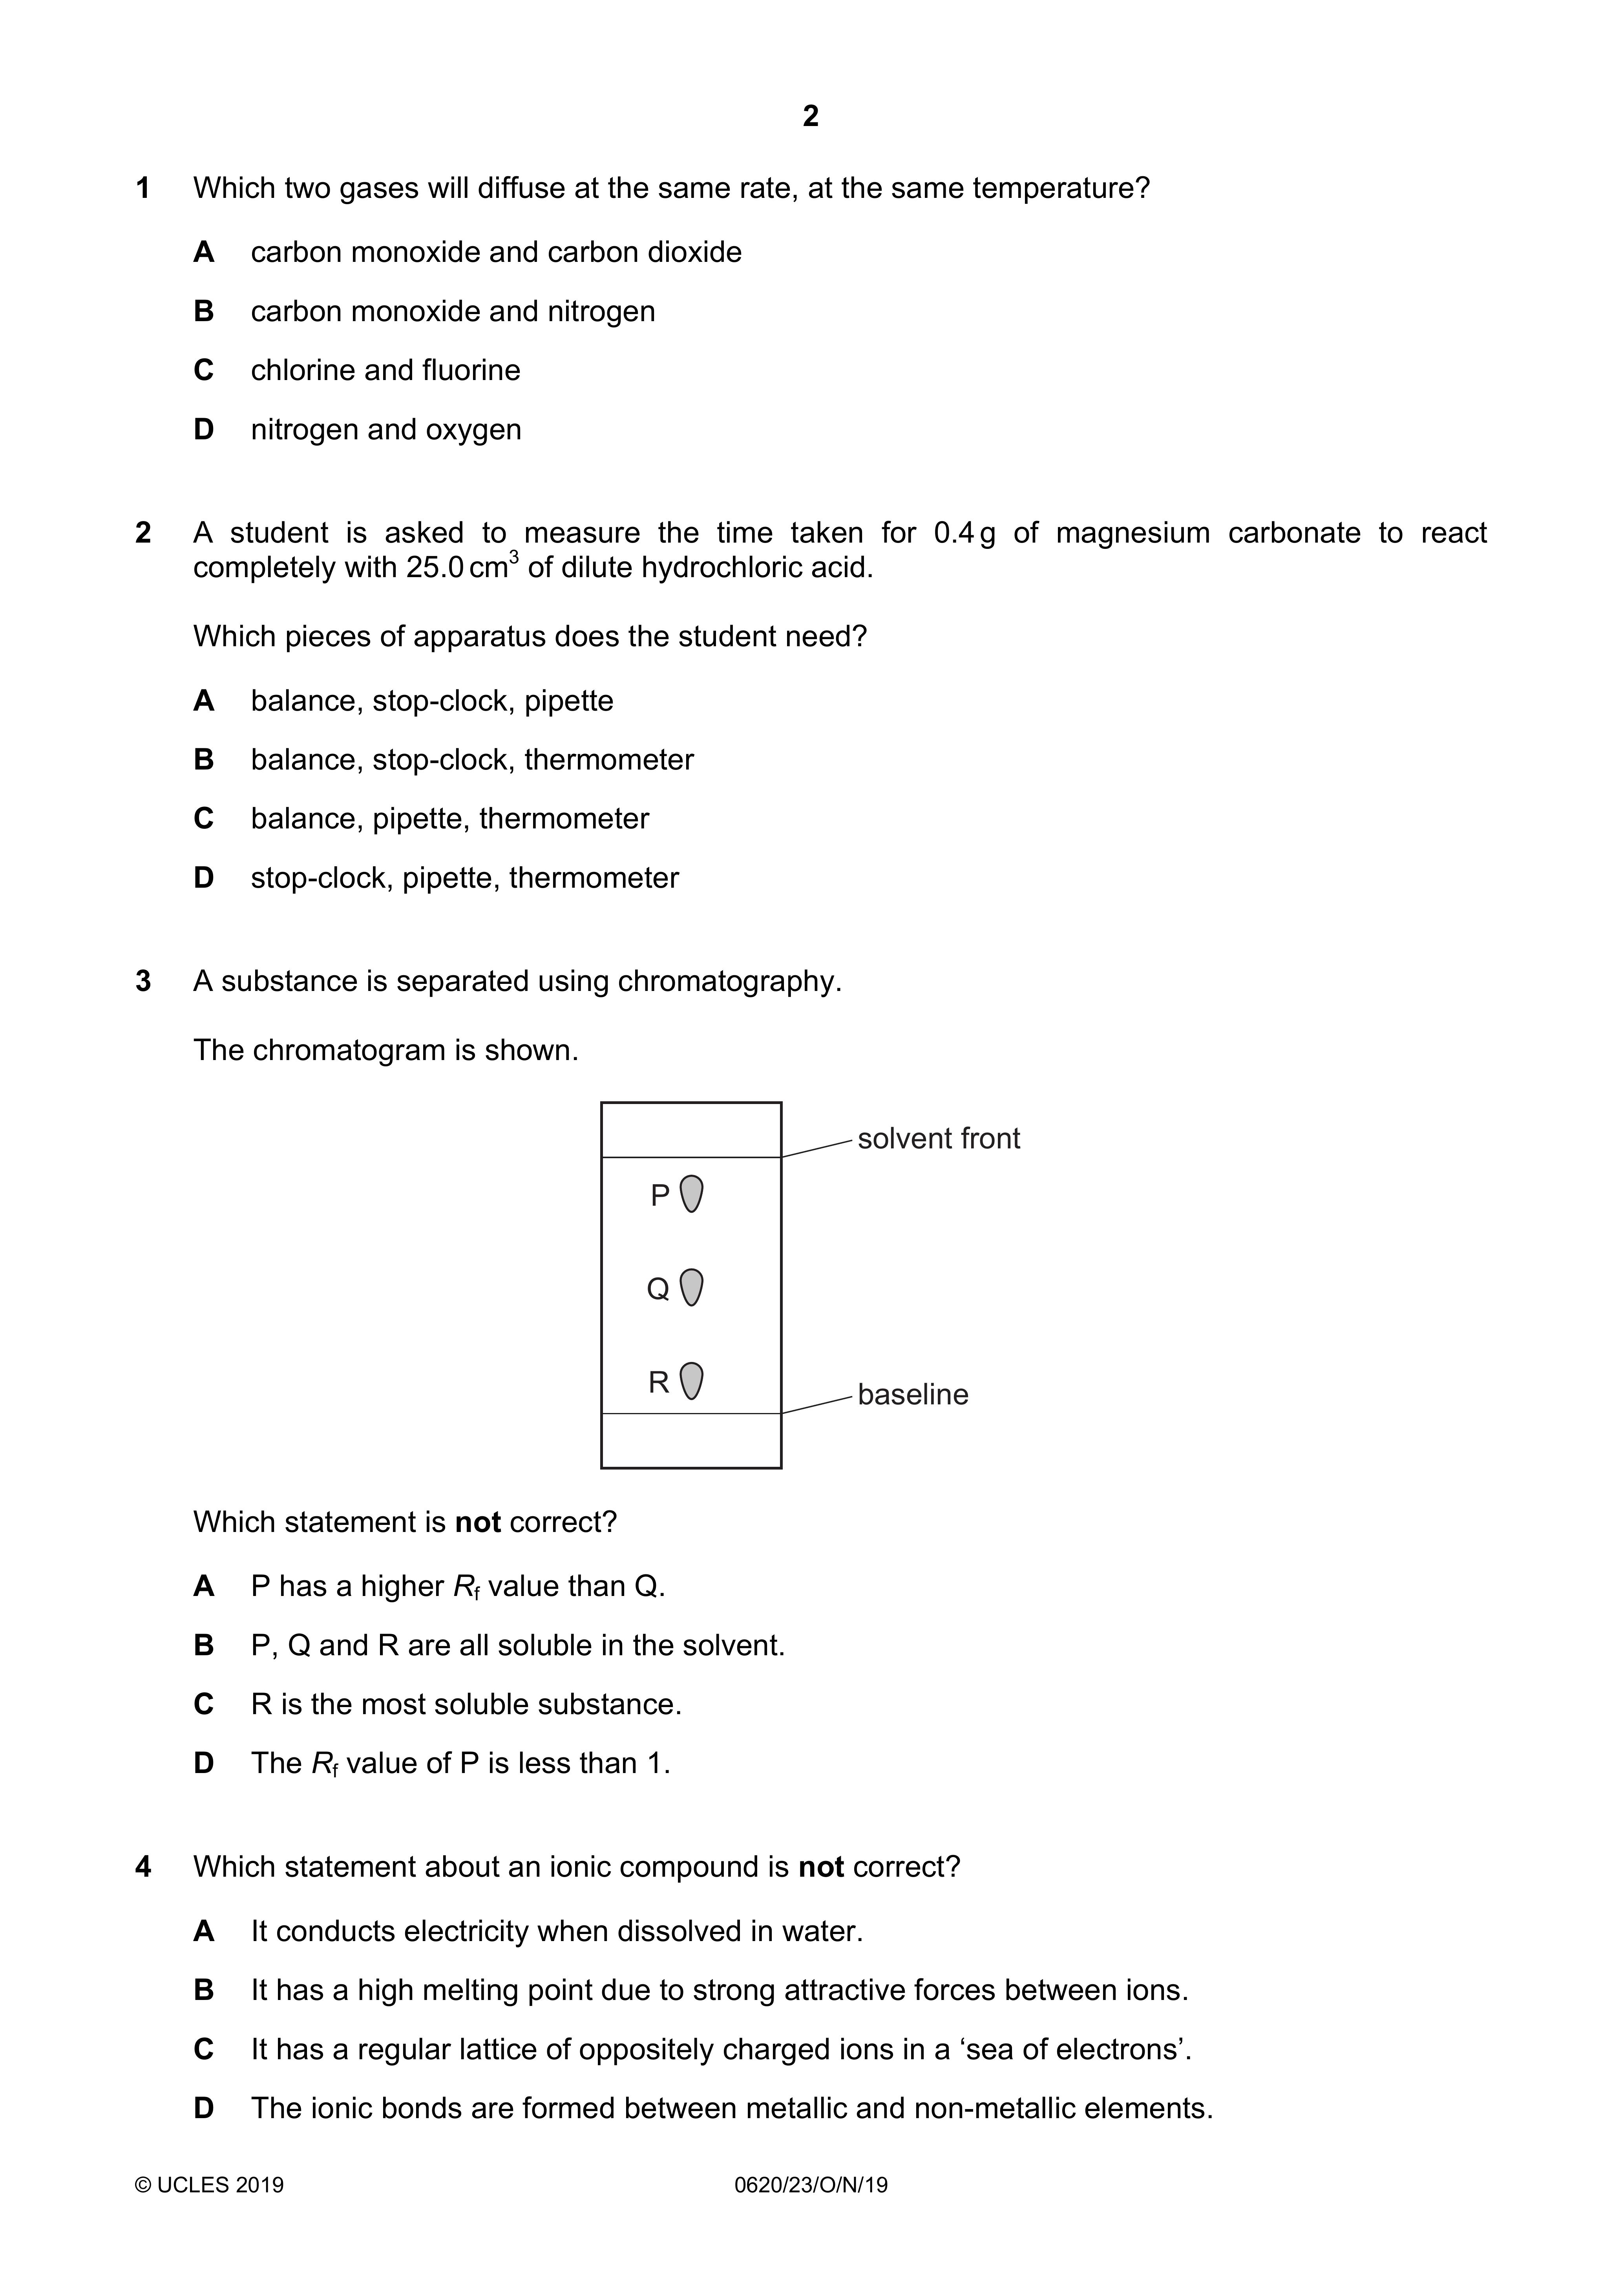 2
1 Which two gases will diffuse at the same rate, at the same temperature?
A carbon monoxide and carbon dioxide
B carbon monoxide and nitrogen
C chlorine and fluorine
D nitrogen and oxygen
2 A student is asked to measure the time taken for 0.4 g of magnesium carbonate to react
completely with 25.0 cm³ of dilute hydrochloric acid.
Which pieces of apparatus does the student need?
A balance, stop-clock, pipette
B balance, stop-clock, thermometer
C balance, pipette, thermometer
D stop-clock, pipette, thermometer
3 A substance is separated using chromatography.
The chromatogram is shown.
solvent front
P
Q
R
baseline
Which statement is not correct?
A P has a higher Rf value than Q.
B P, Q and R are all soluble in the solvent.
C R is the most soluble substance.
D The Rf value of P is less than 1.
4 Which statement about an ionic compound is not correct?
A It conducts electricity when dissolved in water.
B It has a high melting point due to strong attractive forces between ions.
C It has a regular lattice of oppositely charged ions in a ‘sea of electrons’.
D The ionic bonds are formed between metallic and non-metallic elements.
© UCLES 2019 0620/23/O/N/19